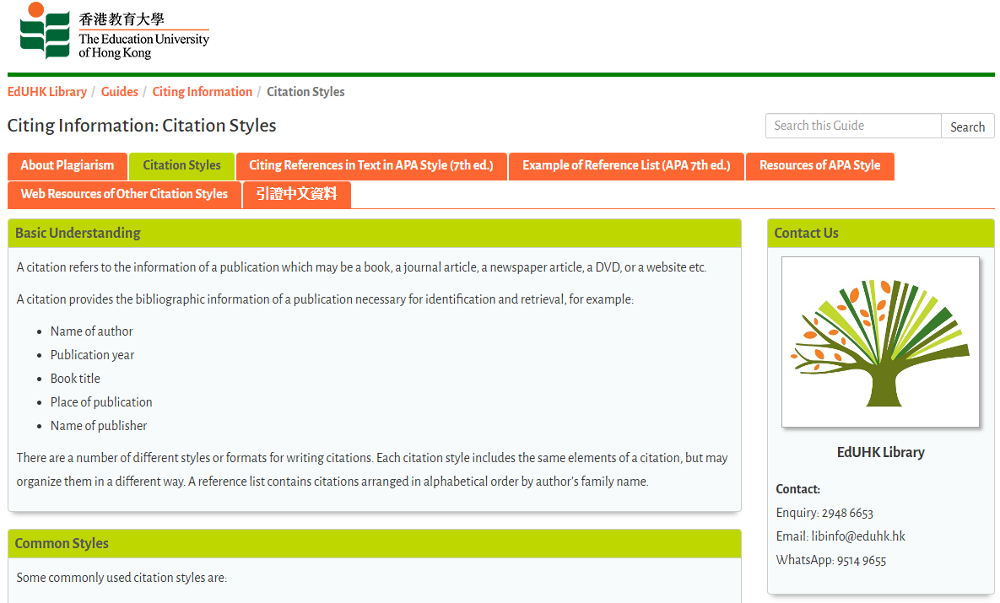 香港教育大學
The Education University
of Hong Kong
EdUHK Library / Guides / Citing Information / Citation Styles
Citing Information: Citation Styles
Search this Guide
Search
About Plagiarism
Citation Styles
Citing References in Text in APA Style (7th ed.)
Example of Reference List (APA 7th ed.)
Resources of APA Style
Web Resources of Other Citation Styles
引證中文資料
Basic Understanding
A citation refers to the information of a publication which may be a book, a journal article, a newspaper article, a DVD, or a website etc.
A citation provides the bibliographic information of a publication necessary for identification and retrieval, for example:
• Name of author
• Publication year
• Book title
• Place of publication
• Name of publisher
There are a number of different styles or formats for writing citations. Each citation style includes the same elements of a citation, but may
organize them in a different way. A reference list contains citations arranged in alphabetical order by author's family name.
Common Styles
Some commonly used citation styles are:
Contact Us
EdUHK Library
Contact:
Enquiry: 2948 6653
Email: libinfo@eduhk.hk
WhatsApp: 9514 9655